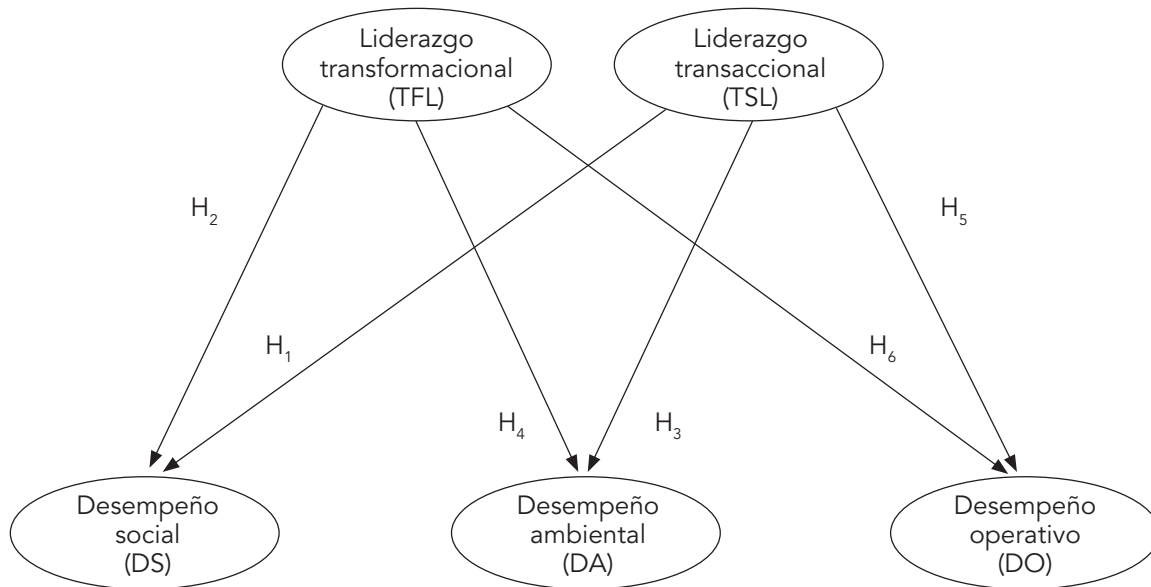 Liderazgo
transformacional
(TFL)
Liderazgo
transaccional
(TSL)
H₂
H₅
H₁
H₆
H₄
H₃
Desempeño
social
(DS)
Desempeño
ambiental
(DA)
Desempeño
operativo
(DO)